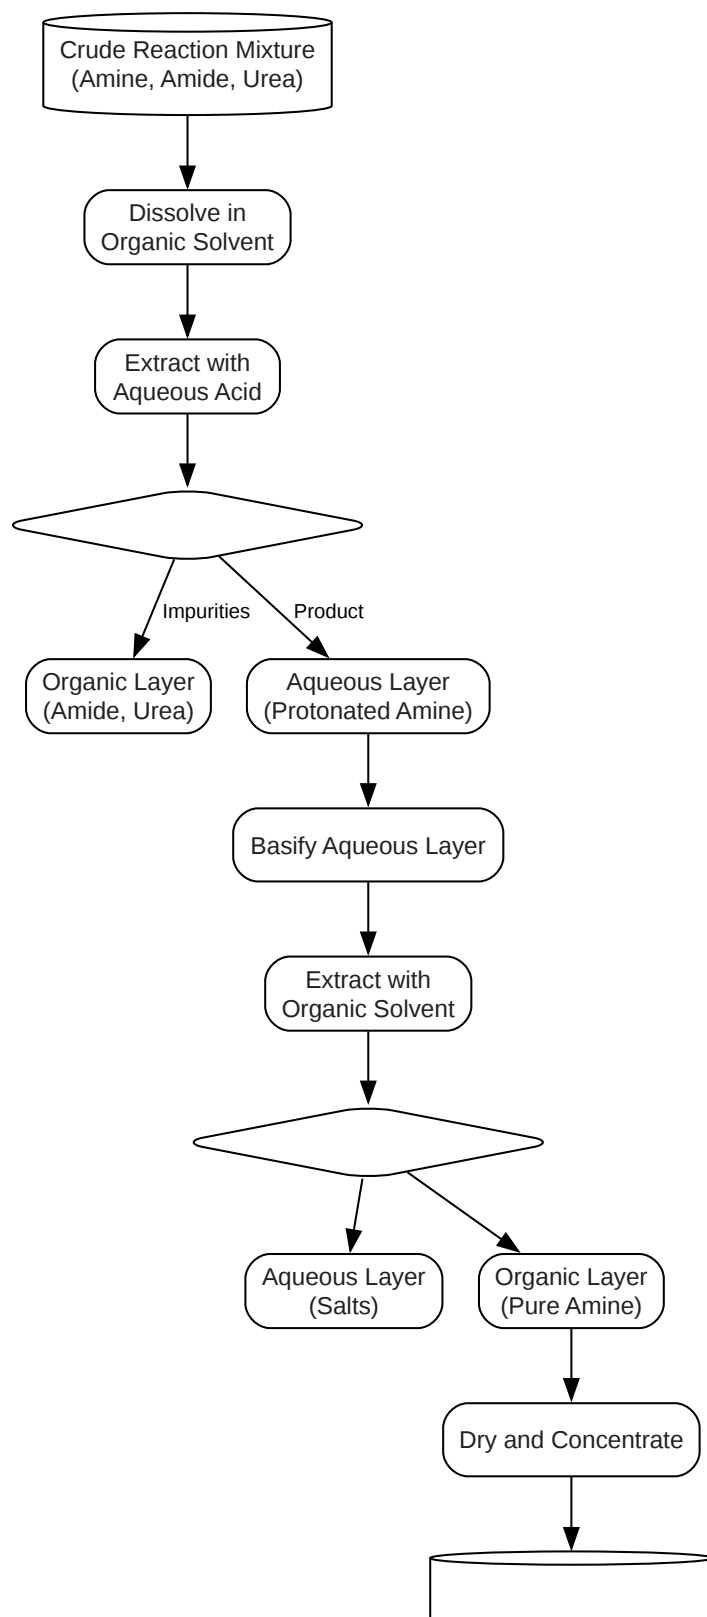 Crude Reaction Mixture
(Amine, Amide, Urea)
Dissolve in
Organic Solvent
Extract with
Aqueous Acid
Impurities
Product
Organic Layer
(Amide, Urea)
Aqueous Layer
(Protonated Amine)
Basify Aqueous Layer
Extract with
Organic Solvent
Aqueous Layer
(Salts)
Organic Layer
(Pure Amine)
Dry and Concentrate